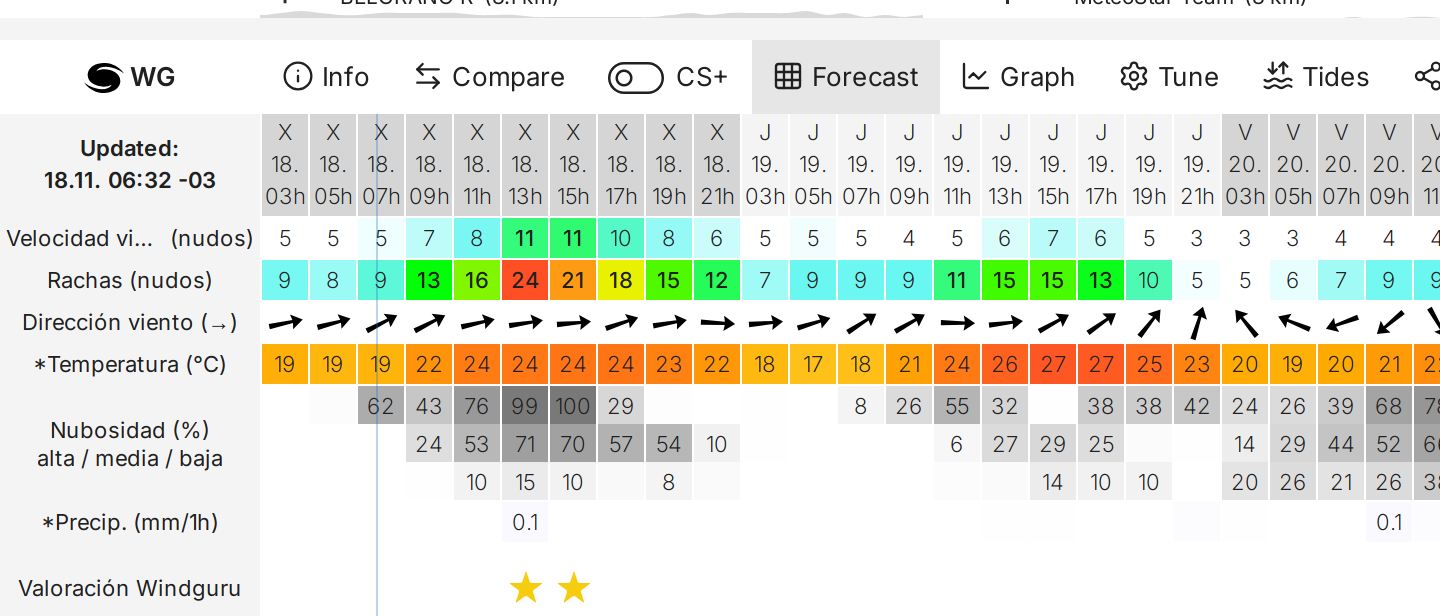 BELGRANO R (8.1 km)
MeteoStar Team (8 km)
WG Info Compare CS+ Forecast Graph Tune Tides
Updated:
18.11. 06:32 -03
X X X X X X X X X X J J J J J J J J J J V V V V V
18. 18. 18. 18. 18. 18. 18. 18. 18. 18. 19. 19. 19. 19. 19. 19. 19. 19. 19. 19. 20. 20. 20. 20.
03h 05h 07h 09h 11h 13h 15h 17h 19h 21h 03h 05h 07h 09h 11h 13h 15h 17h 19h 21h 03h 05h 07h 09h
Velocidad vi... (nudos) 5 5 5 7 8 11 11 10 8 6 5 5 5 4 5 6 7 6 5 3 3 3 4 4 4
Rachas (nudos) 9 8 9 13 16 24 21 18 15 12 7 9 9 9 11 15 15 13 10 5 5 6 7 9 9
Dirección viento (→)
*Temperatura (°C) 19 19 19 22 24 24 24 24 23 22 18 17 18 21 24 26 27 27 25 23 20 19 20 21
Nubosidad (%)
alta / media / baja
62 43 76 99 100 29 8 26 55 32 38 38 42 24 26 39 68
24 53 71 70 57 54 10 6 27 29 25 14 29 44 52
10 15 10 8 14 10 10 20 26 21 26
*Precip. (mm/1h) 0.1 0.1
Valoración Windguru